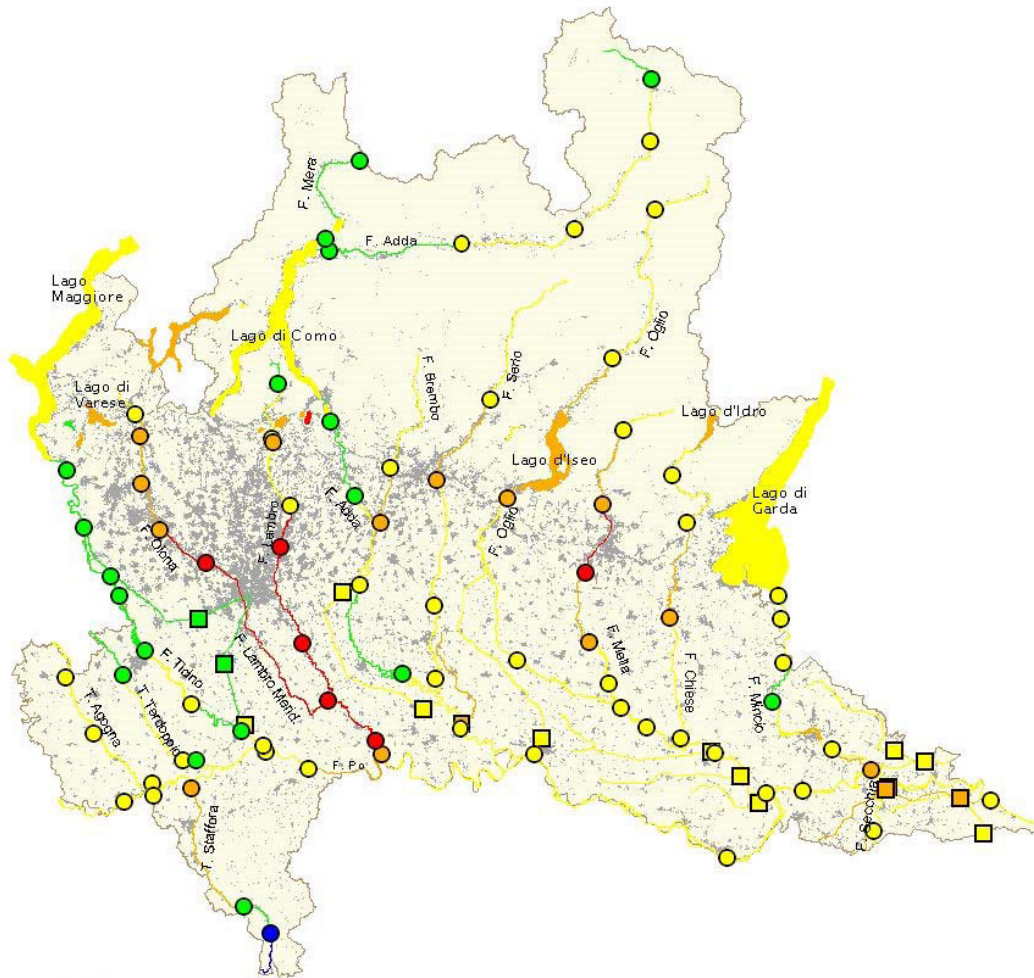 F. Mera
F. Adda
Lago
Maggiore
Lago di Como
F. Oglio
F. Serio
F. Brembo
Lago di
Varese
Lago d'Idro
Lago d'Iseo
Lago di
Garda
F. Adda
F. Lambro
F. Oglio
F. Olona
F. Ticino
F. Lambro Merid.
F. Mella
F. Chiese
F. Mincio
T. Agogna
T. Terdoppio
F. Po
T. Staffora
F. Secchia